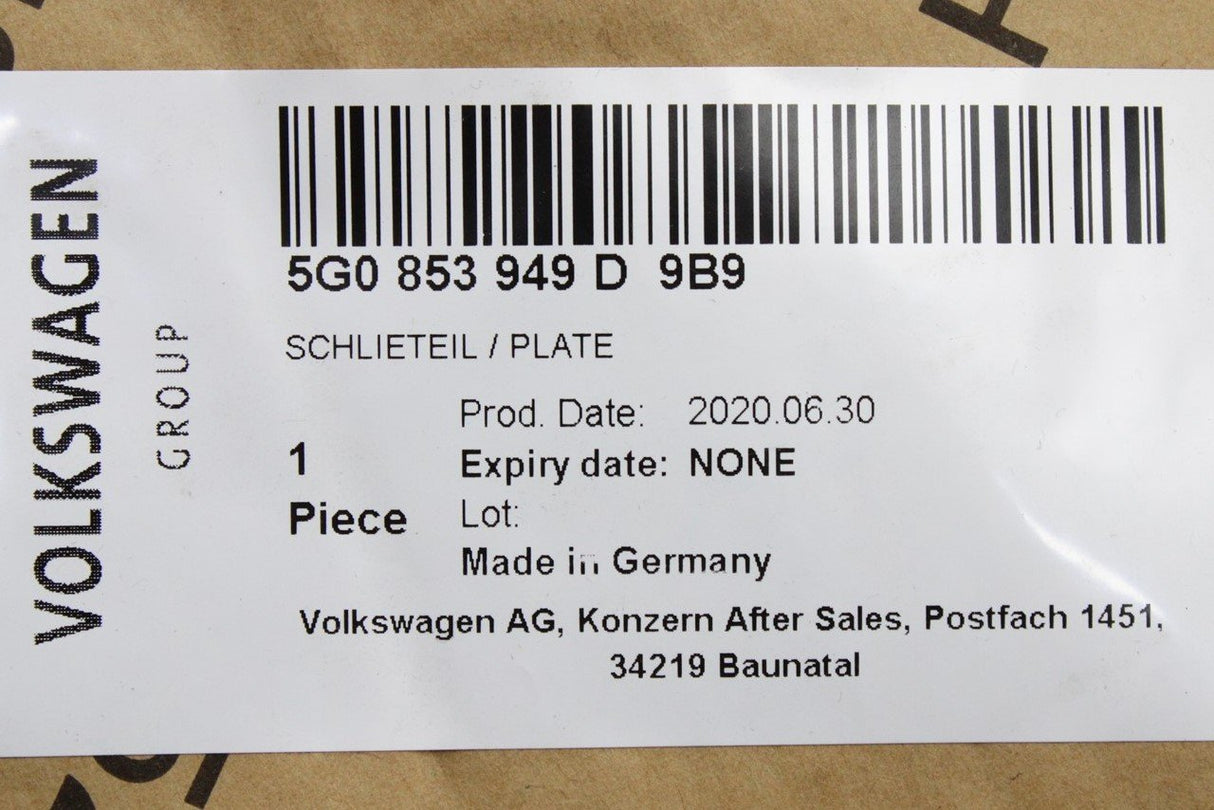 VOLKSWAGEN
GROUP
5G0 853 949 D 9B9
SCHLIETEIL / PLATE
Prod. Date: 2020.06.30
1 Expiry date: NONE
Piece Lot:
Made in Germany
Volkswagen AG, Konzern After Sales, Postfach 1451,
34219 Baunatal